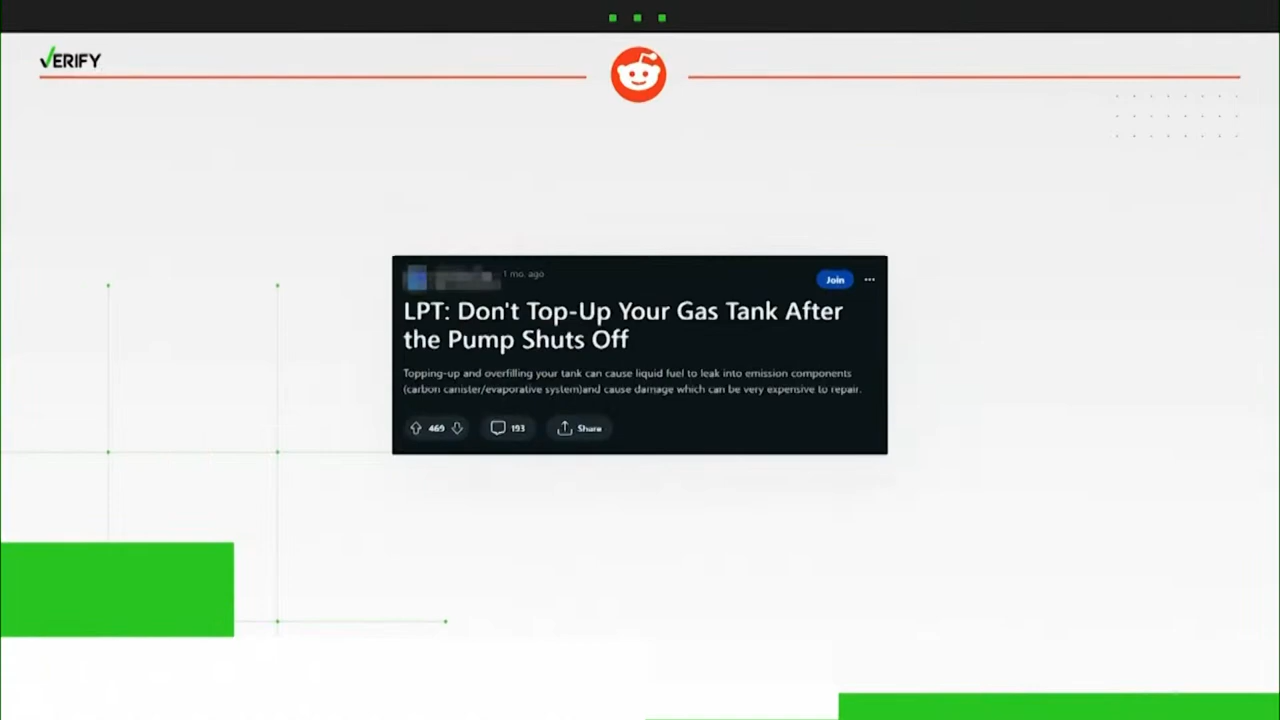 VERIFY
1 mo. ago
Join
LPT: Don't Top-Up Your Gas Tank After
the Pump Shuts Off
Topping-up and overfilling your tank can cause liquid fuel to leak into emission components
(carbon canister/evaporative system)and cause damage which can be very expensive to repair.
469
193
Share